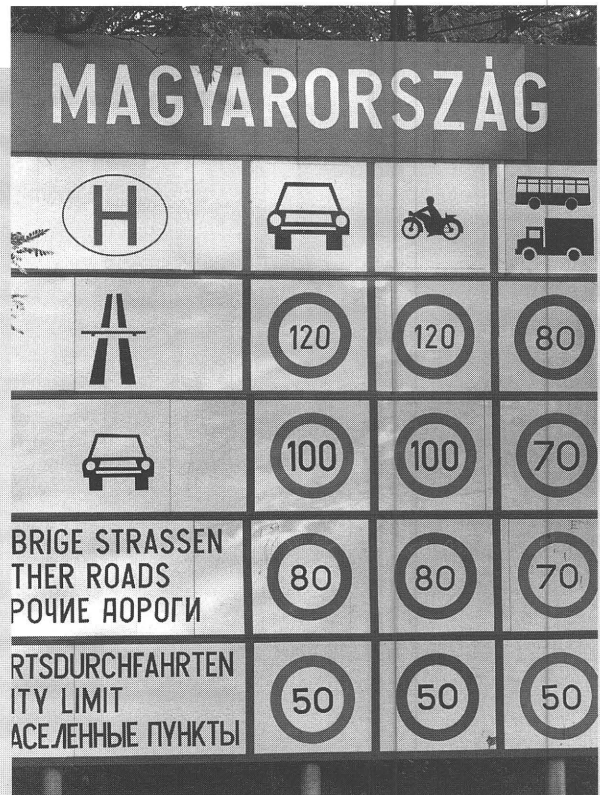 MAGYARORSZÁG
H
120 120 80
100 100 70
BRIGE STRASSEN
THER ROADS
РОЧИЕ ДОРОГИ
80 80 70
RTSDURCHFAHRTEN
ITY LIMIT
АСЕЛЕННЫЕ ПУНКТЫ
50 50 50